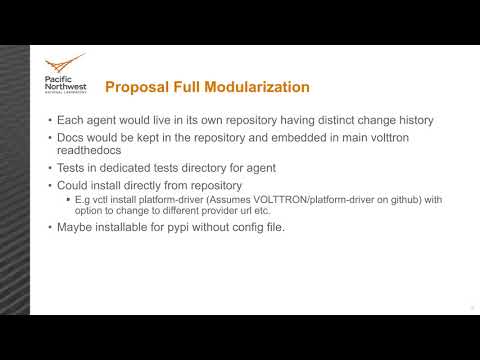 Pacific
Northwest
NATIONAL LABORATORY
Proposal Full Modularization
• Each agent would live in its own repository having distinct change history
• Docs would be kept in the repository and embedded in main volttron
readthedocs
• Tests in dedicated tests directory for agent
• Could install directly from repository
▪ E.g vctl install platform-driver (Assumes VOLTTRON/platform-driver on github) with
option to change to different provider url etc.
• Maybe installable for pypi without config file.